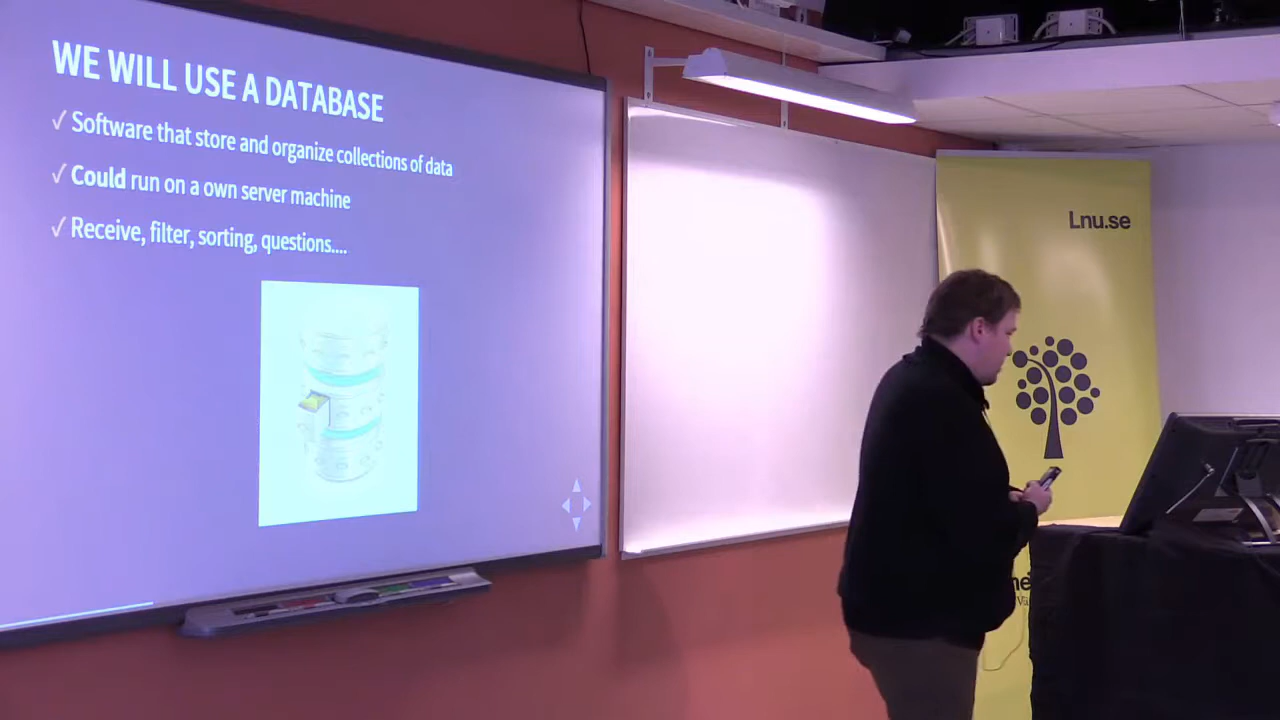 WE WILL USE A DATABASE
✓ Software that store and organize collections of data
✓ Could run on a own server machine
✓ Receive, filter, sorting, questions....
Lnu.se